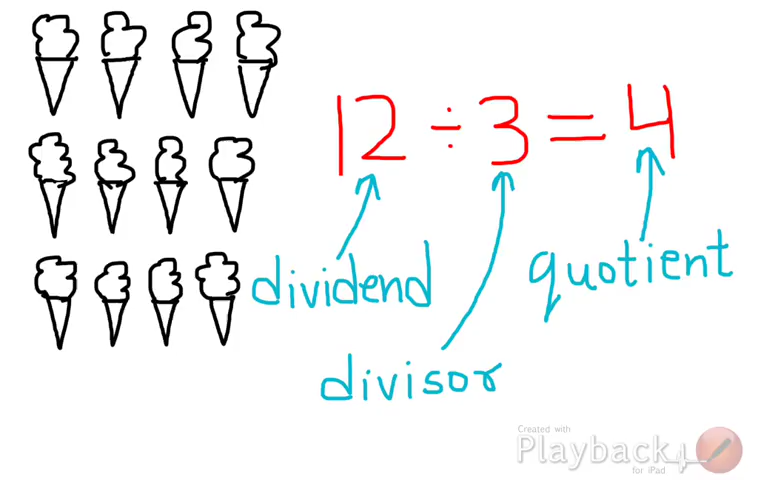 12 ÷ 3 = 4
dividend
quotient
divisor
Created with
Playback
for iPad